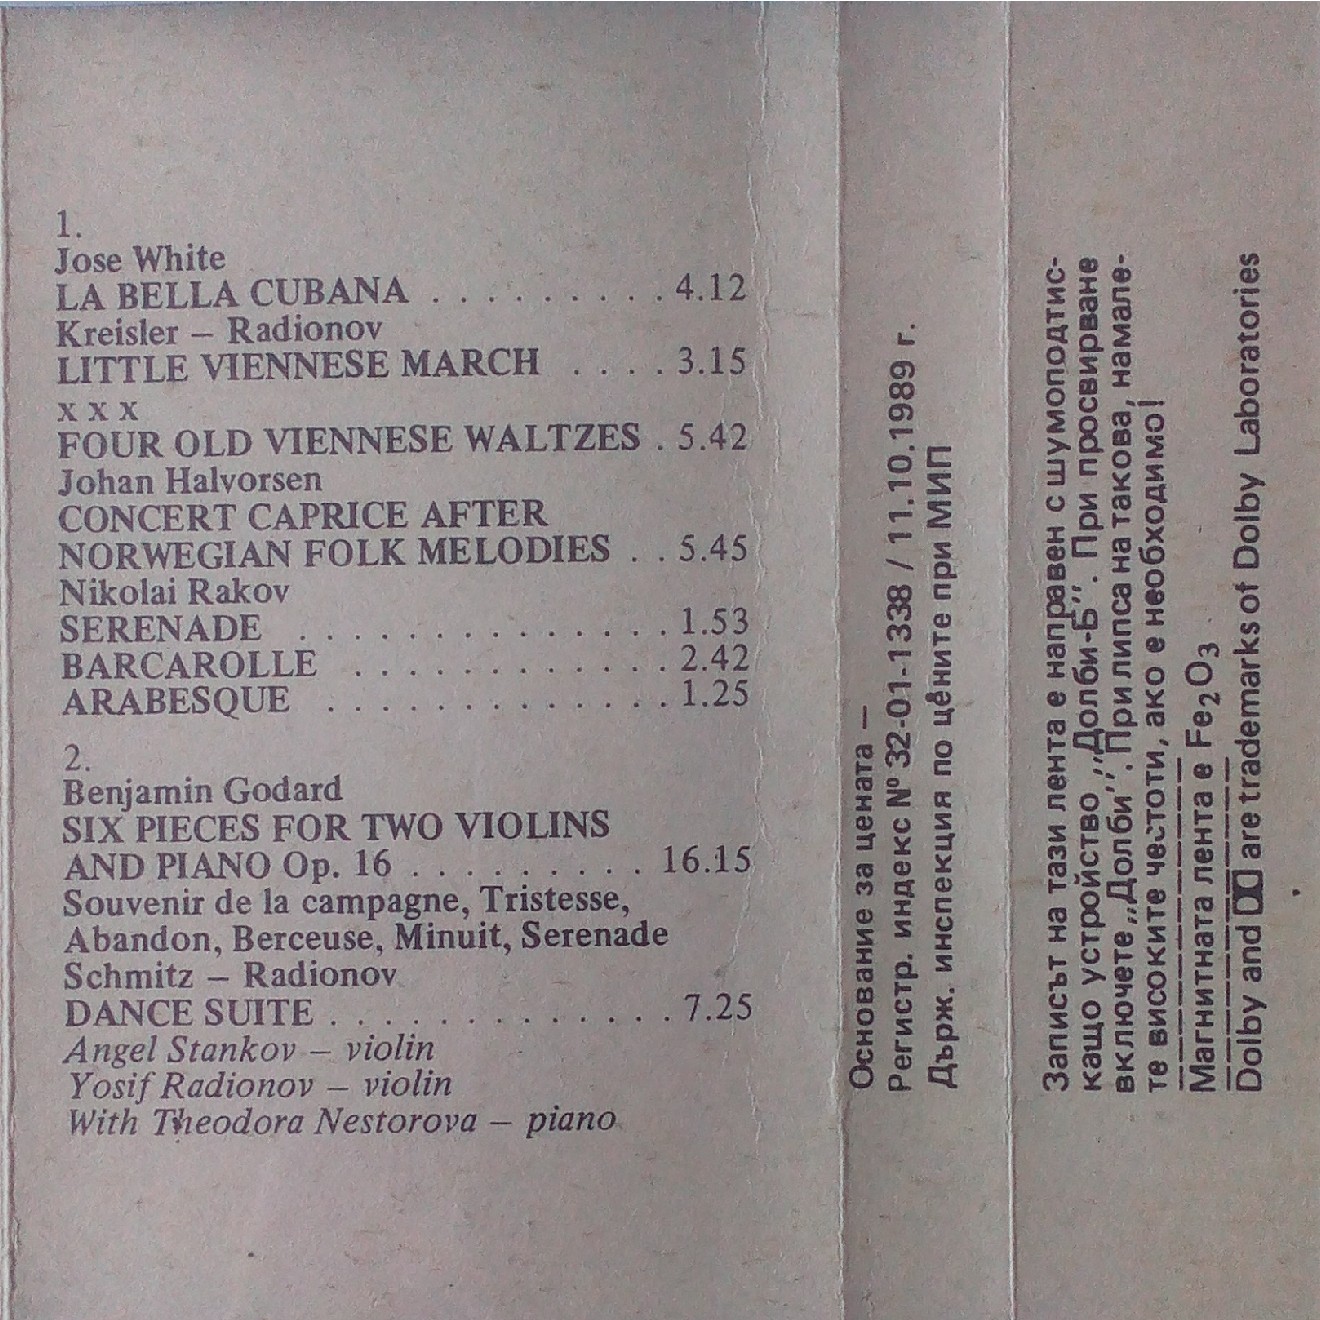 1.
Jose White
LA BELLA CUBANA . . . . . . . . . 4.12
Kreisler – Radionov
LITTLE VIENNESE MARCH . . . . 3.15
x x x
FOUR OLD VIENNESE WALTZES . 5.42
Johan Halvorsen
CONCERT CAPRICE AFTER
NORWEGIAN FOLK MELODIES . . 5.45
Nikolai Rakov
SERENADE . . . . . . . . . . . . . . 1.53
BARCAROLLE . . . . . . . . . . . . 2.42
ARABESQUE . . . . . . . . . . . . . 1.25
2.
Benjamin Godard
SIX PIECES FOR TWO VIOLINS
AND PIANO Op. 16 . . . . . . . . . 16.15
Souvenir de la campagne, Tristesse,
Abandon, Berceuse, Minuit, Serenade
Schmitz – Radionov
DANCE SUITE . . . . . . . . . . . . . 7.25
Angel Stankov – violin
Yosif Radionov – violin
With Theodora Nestorova – piano
Основание за цената —
Регистр. индекс № 32-01-1338 / 11.10.1989 г.
Държ. инспекция по цените при МИП
Записът на тази лента е направен с шумоподтис-
кащо устройство ,,Долби-Б''. При просвирване
включете ,,Долби''. При липса на такова, намале-
те високите честоти, ако е необходимо!
Магнитната лента е Fe2O3
Dolby and are trademarks of Dolby Laboratories